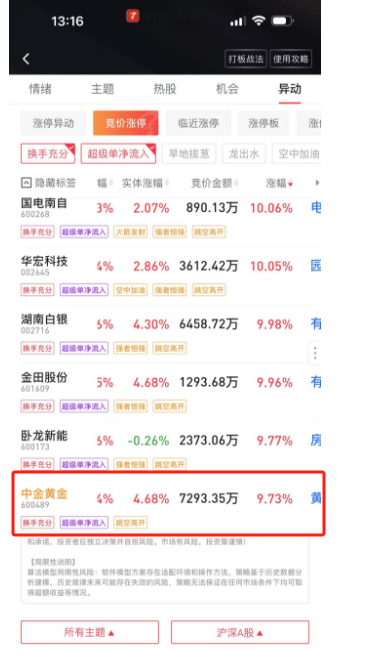 13:16
打板战法 使用攻略
情绪 主题 热股 机会 异动
涨停异动 竞价涨停 临近涨停 涨停板 涨
换手充分 超级单净流入 旱地拔葱 龙出水 空中加油
隐藏标签 幅 实体涨幅 竞价金额 涨幅
国电南自 3% 2.07% 890.13万 10.06% 电
600268
换手充分 超级单净流入 火箭发射 强者恒强 跳空高开
华宏科技 4% 2.86% 3612.42万 10.05% 园
002645
换手充分 超级单净流入 空中加油 强者恒强 跳空高开
湖南白银 5% 4.30% 6458.72万 9.98% 有
002716
换手充分 超级单净流入 强者恒强 跳空高开
金田股份 5% 4.68% 1293.68万 9.96% 有
601609
换手充分 超级单净流入 强者恒强 跳空高开
卧龙新能 5% -0.26% 2373.06万 9.77% 房
600173
换手充分 超级单净流入 强者恒强 跳空高开
中金黄金 4% 4.68% 7293.35万 9.73% 黄
600489
换手充分 超级单净流入 跳空高开
和承诺，投资者应独立决策并自担风险。市场有风险，投资需谨慎！
【局限性说明】
算法模型局限性风险：软件模型方案存在适配环境和操作方法，策略基于历史数据分
析建模，历史规律未来可能存在失效的风险，策略无法保证在任何市场条件下均可取
得超额收益等情况。
所有主题▲ 沪深A股▲